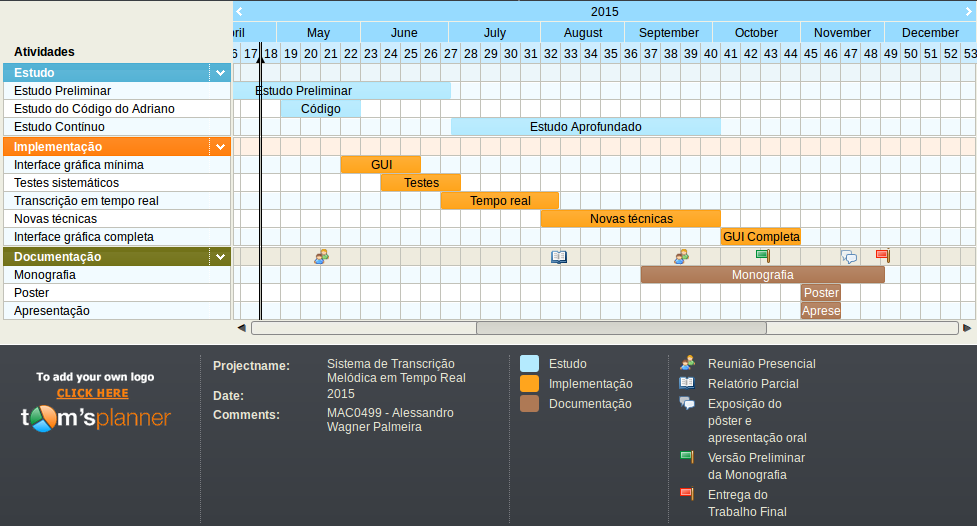 2015
ril May June July August September October November December
Atividades
6 17 18 19 20 21 22 23 24 25 26 27 28 29 30 31 32 33 34 35 36 37 38 39 40 41 42 43 44 45 46 47 48 49 50 51 52 53
Estudo
Estudo Preliminar Estudo Preliminar
Estudo do Código do Adriano Código
Estudo Contínuo Estudo Aprofundado
Implementação
Interface gráfica mínima GUI
Testes sistemáticos Testes
Transcrição em tempo real Tempo real
Novas técnicas Novas técnicas
Interface gráfica completa GUI Completa
Documentação
Monografia Monografia
Poster Poster
Apresentação Aprese
To add your own logo
CLICK HERE
tom'splanner
Projectname: Sistema de Transcrição
Melódica em Tempo Real
Date: 2015
Comments: MAC0499 - Alessandro
Wagner Palmeira
Estudo
Implementação
Documentação
Reunião Presencial
Relatório Parcial
Exposição do
pôster e
apresentação oral
Versão Preliminar
da Monografia
Entrega do
Trabalho Final